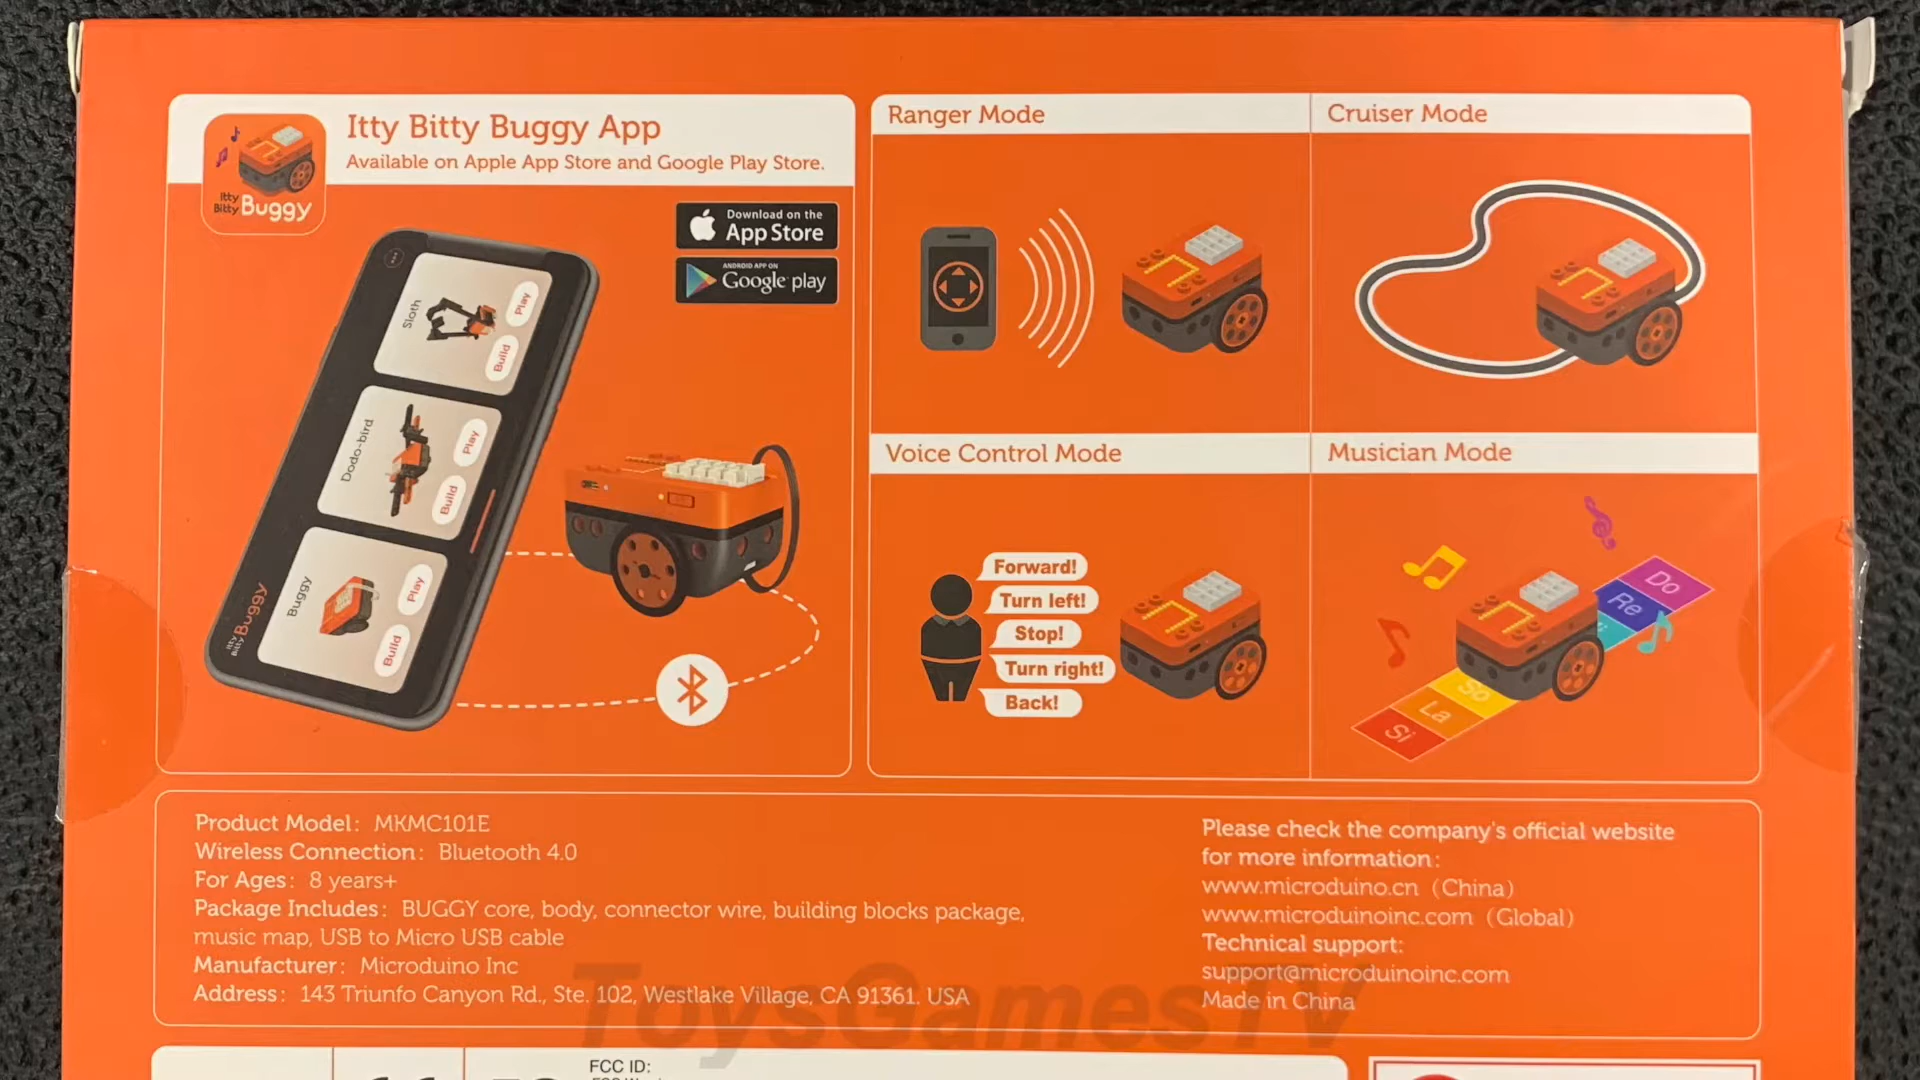 Itty Bitty Buggy App
Available on Apple App Store and Google Play Store.
Itty
Bitty Buggy
Download on the
App Store
ANDROID APP ON
Google play
Sloth
Play
Build
Dodo-bird
Play
Build
Buggy
Play
Build
Itty
Bitty Buggy
Ranger Mode
Cruiser Mode
Voice Control Mode
Forward!
Turn left!
Stop!
Turn right!
Back!
Musician Mode
Do
Re
So
La
Si
Product Model: MKMC101E
Wireless Connection: Bluetooth 4.0
For Ages: 8 years+
Package Includes: BUGGY core, body, connector wire, building blocks package,
music map, USB to Micro USB cable
Manufacturer: Microduino Inc
Address: 143 Triunfo Canyon Rd., Ste. 102, Westlake Village, CA 91361. USA
Please check the company's official website
for more information:
www.microduino.cn (China)
www.microduinoinc.com (Global)
Technical support:
support@microduinoinc.com
Made in China
ToysGamesTV
FCC ID: